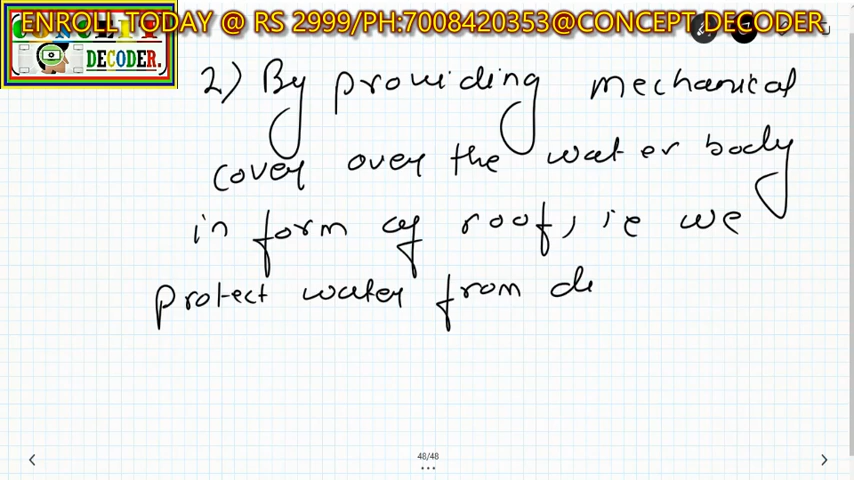 ENROLL TODAY @ RS 2999/PH:7008420353@CONCEPT DECODER.
DECODER.
2) By providing mechanical
cover over the water body
in form of roof, ie we
protect water from de
48/48